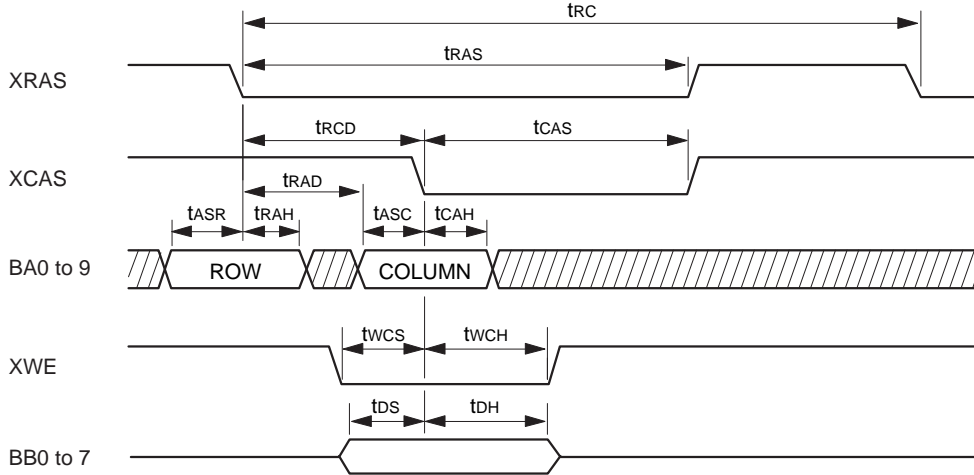 tRC
tRAS
XRAS
tRCD tCAS
XCAS
tRAD
tASR tRAH tASC tCAH
BA0 to 9 ROW COLUMN
tWCS tWCH
XWE
tDS tDH
BB0 to 7